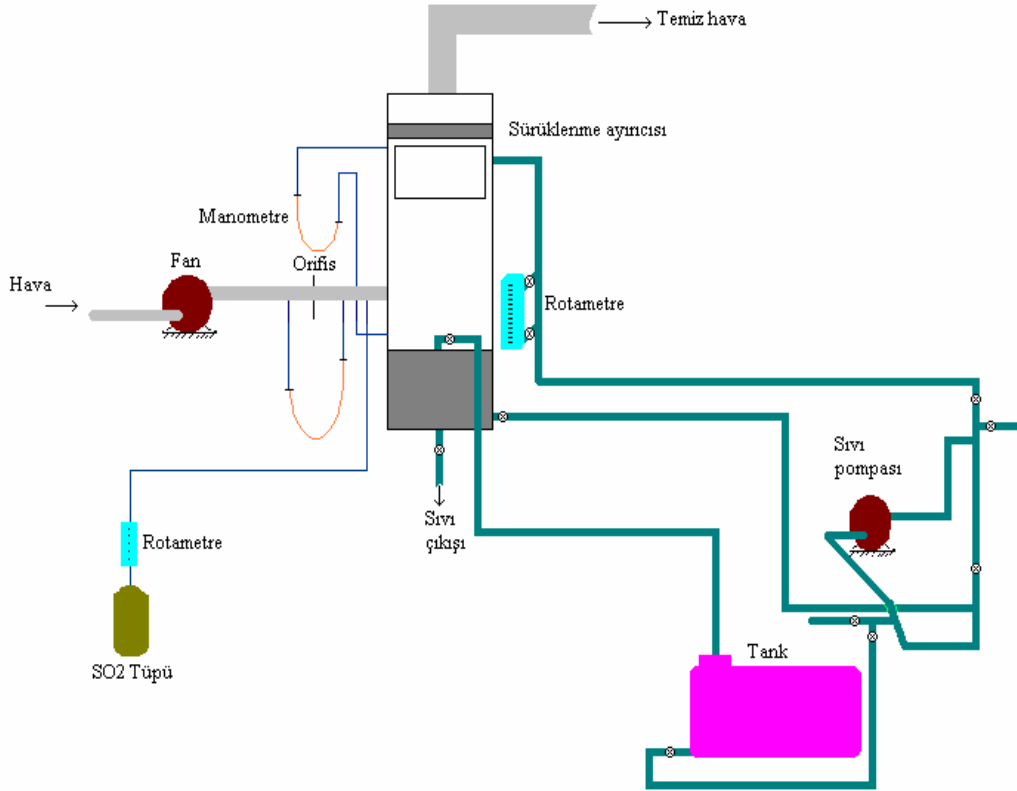 Temiz hava
Sürüklenme ayırıcısı
Manometre
Fan
Orifis
Hava
Rotametre
Sıvı
pompası
Sıvı
çıkışı
Rotametre
Tank
SO2 Tüpü